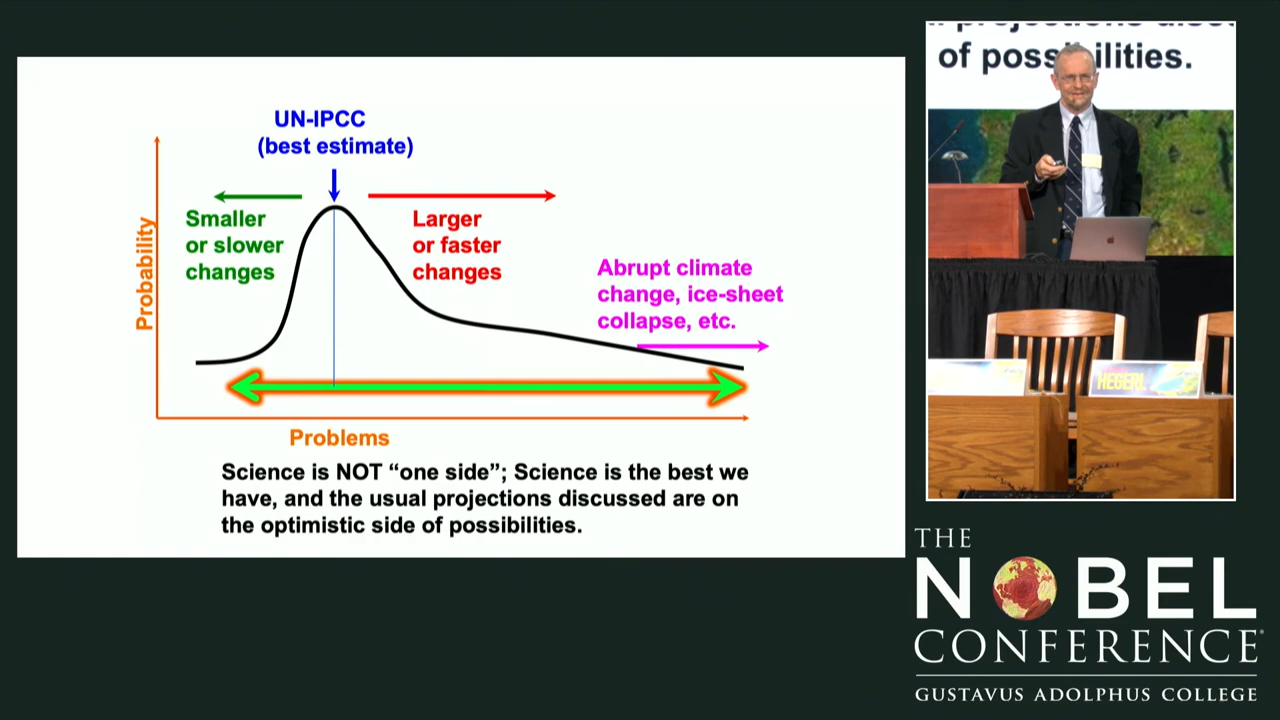 UN-IPCC
(best estimate)
Smaller
or slower
changes
Larger
or faster
changes
Abrupt climate
change, ice-sheet
collapse, etc.
Probability
Problems
Science is NOT “one side”; Science is the best we
have, and the usual projections discussed are on
the optimistic side of possibilities.
of possibilities.
HEGERL
THE
NOBEL
CONFERENCE
GUSTAVUS ADOLPHUS COLLEGE